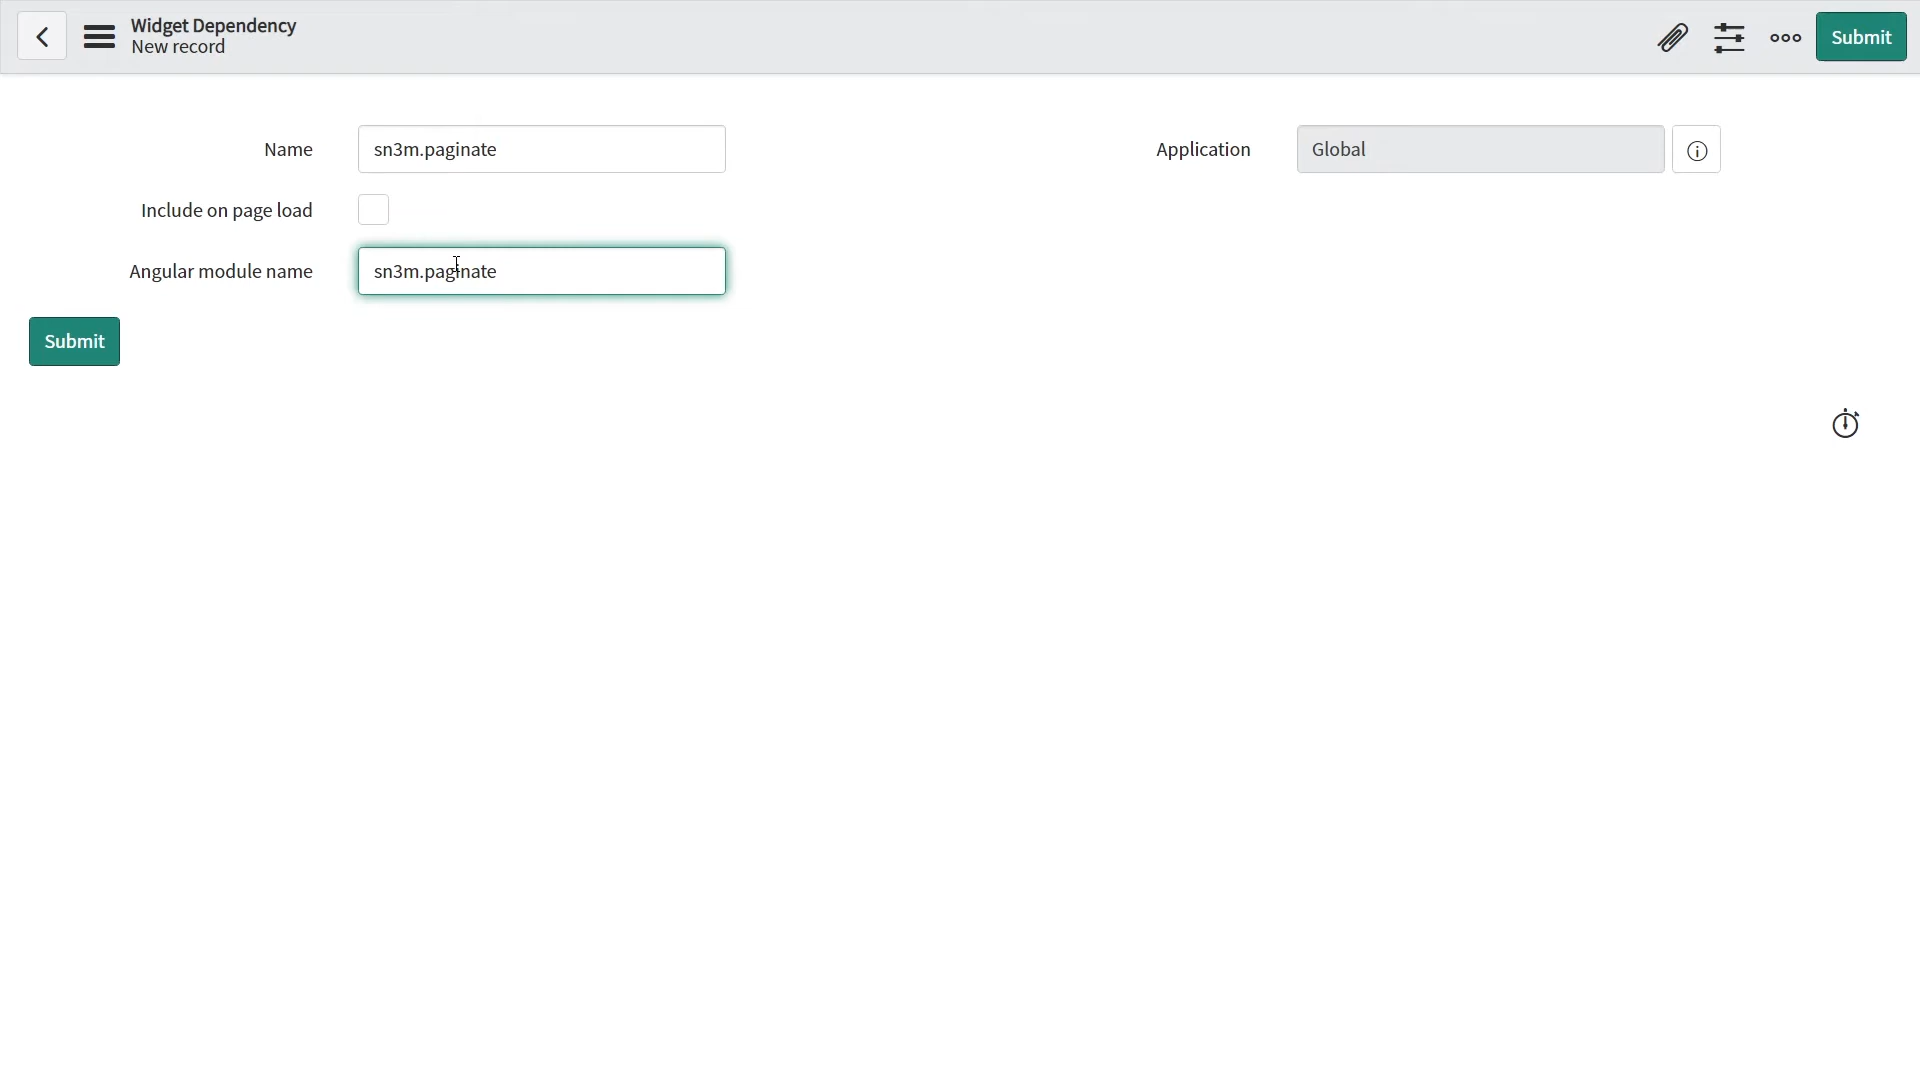 Widget Dependency
New record
Submit
Name
sn3m.paginate
Application
Global
Include on page load
Angular module name
sn3m.paginate
Submit